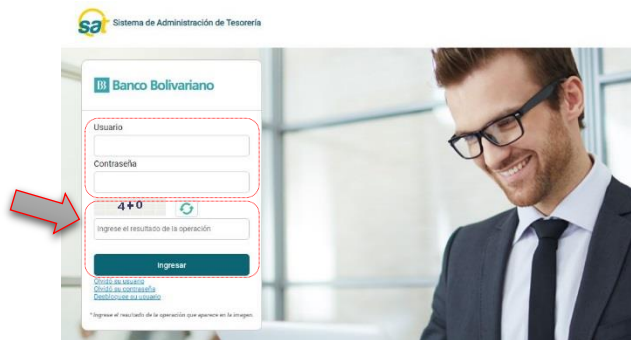 sat Sistema de Administración de Tesorería
B Banco Bolivariano
Usuario
Contraseña
4+0
Ingrese el resultado de la operación
Ingresar
Olvidó su usuario
Olvidó su contraseña
Desbloquee su usuario
*Ingrese el resultado de la operación que aparece en la imagen.